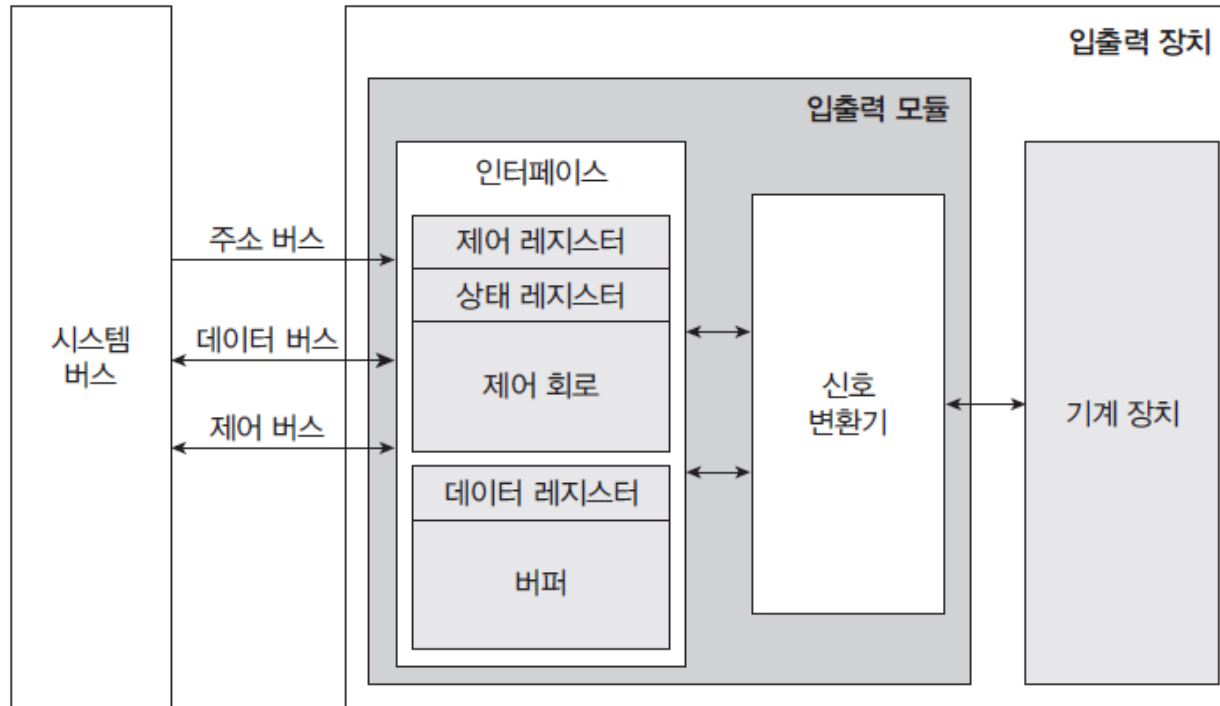 입출력 장치
입출력 모듈
인터페이스
제어 레지스터
상태 레지스터
제어 회로
데이터 레지스터
버퍼
주소 버스
데이터 버스
제어 버스
시스템
버스
신호
변환기
기계 장치